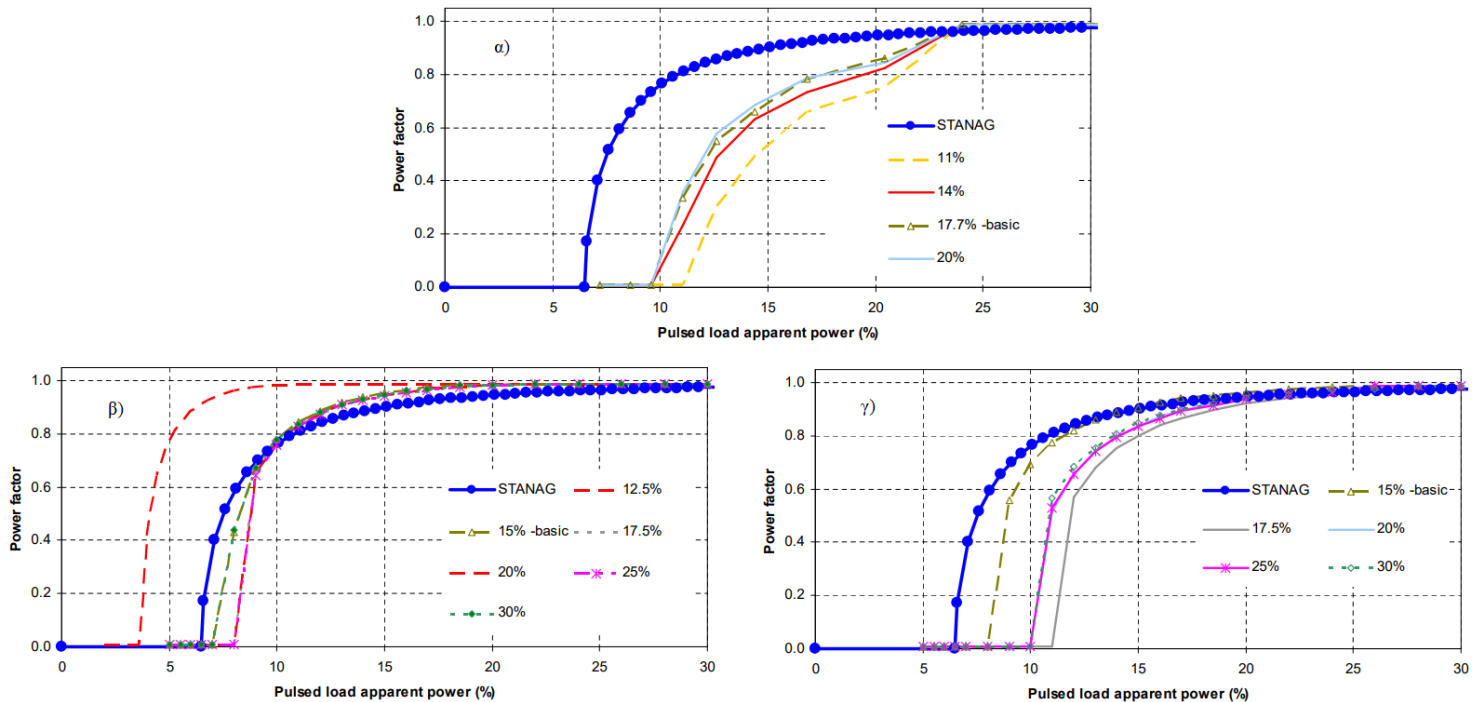 α)
Power factor
1.0
0.8
0.6
0.4
0.2
0.0
0 5 10 15 20 25 30
Pulsed load apparent power (%)
STANAG
11%
14%
17.7% -basic
20%
β)
Power factor
1.0
0.8
0.6
0.4
0.2
0.0
0 5 10 15 20 25 30
Pulsed load apparent power (%)
STANAG 12.5%
15% -basic 17.5%
20% 25%
30%
γ)
Power factor
1.0
0.8
0.6
0.4
0.2
0.0
0 5 10 15 20 25 30
Pulsed load apparent power (%)
STANAG 15% -basic
17.5% 20%
25% 30%